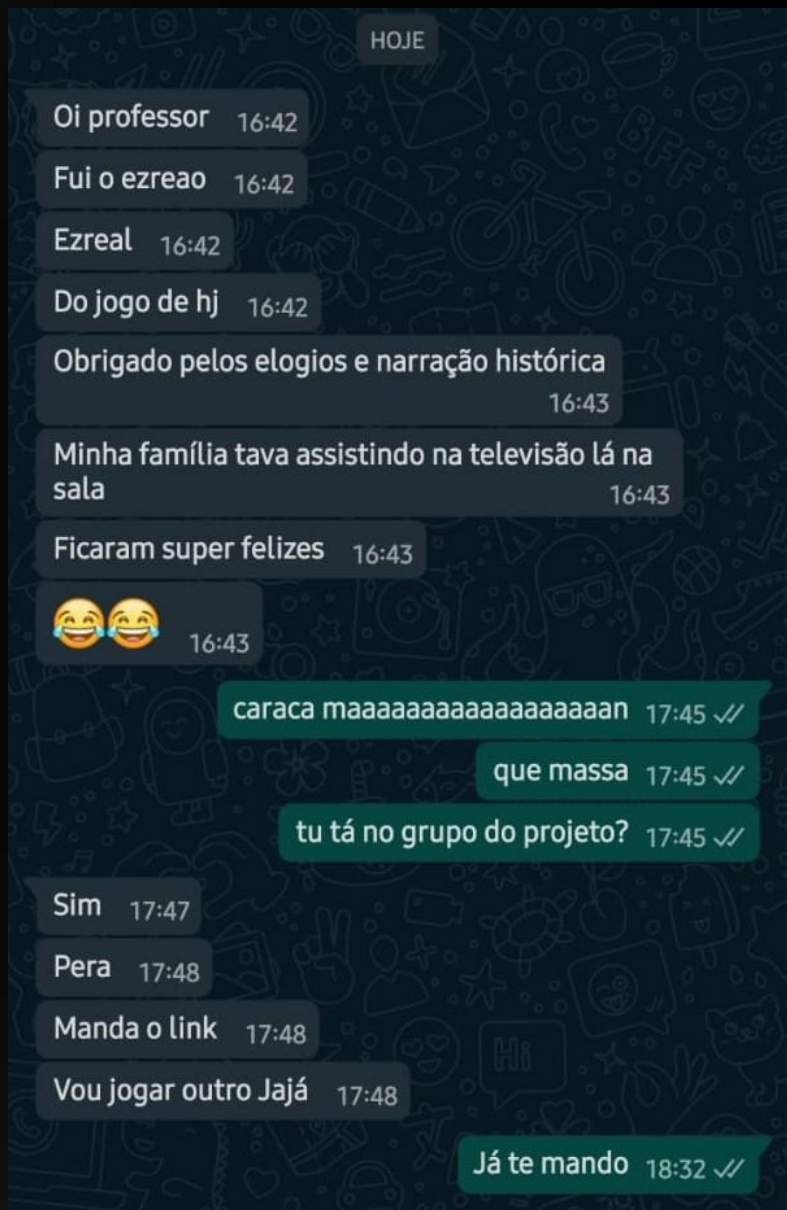 HOJE
Oi professor 16:42
Fui o ezreao 16:42
Ezreal 16:42
Do jogo de hj 16:42
Obrigado pelos elogios e narração histórica
16:43
Minha família tava assistindo na televisão lá na
sala 16:43
Ficaram super felizes 16:43
😂😂 16:43
caraca maaaaaaaaaaaaaaaaaaan 17:45
que massa 17:45
tu tá no grupo do projeto? 17:45
Sim 17:47
Pera 17:48
Manda o link 17:48
Vou jogar outro Jajá 17:48
Já te mando 18:32
BFF
Hi